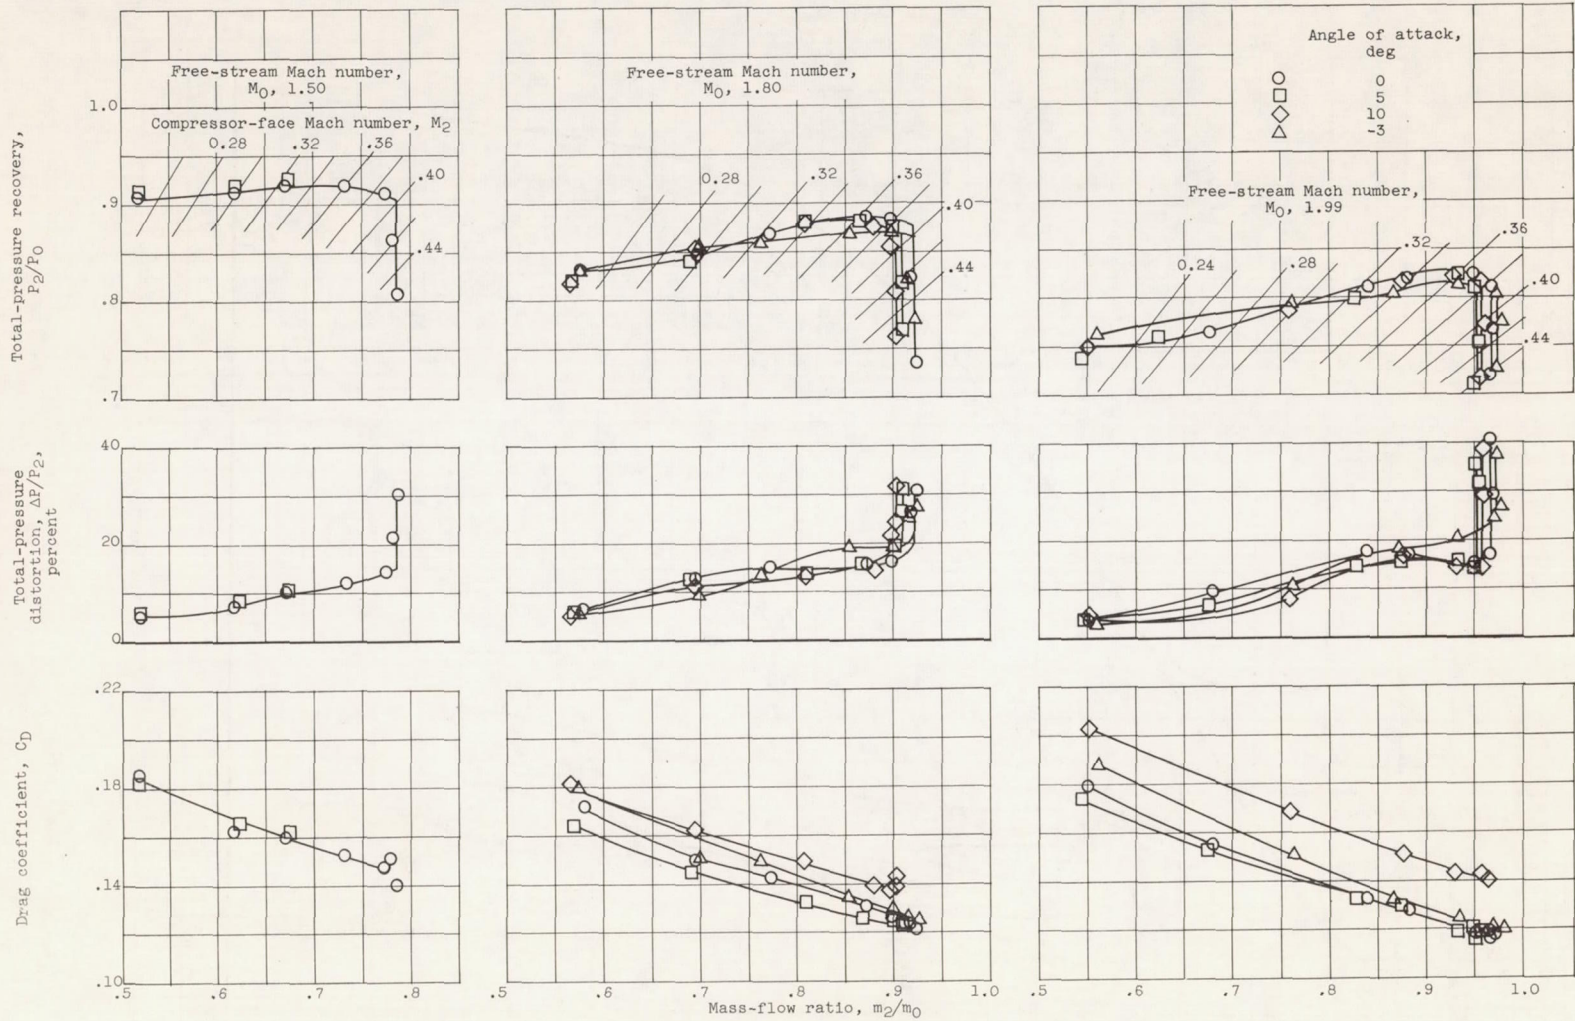 Angle of attack,
deg
0
5
10
-3
Free-stream Mach number,
M0, 1.50
Compressor-face Mach number, M2
0.28 .32 .36
.40
.44
Free-stream Mach number,
M0, 1.80
0.28 .32 .36
.40
.44
Free-stream Mach number,
M0, 1.99
0.24 .28 .32 .36
.40
.44
Total-pressure recovery,
P2/P0
1.0
.9
.8
.7
Total-pressure
distortion, ΔP/P2,
percent
40
20
0
Drag coefficient, CD
.22
.18
.14
.10
.5 .6 .7 .8
.5 .6 .7 .8 .9 1.0
.5 .6 .7 .8 .9 1.0
Mass-flow ratio, m2/m0